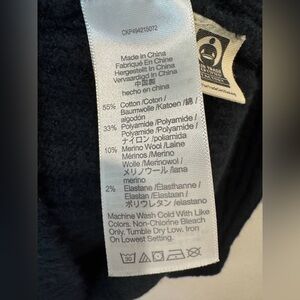 CKP494215072
Made In China
Fabriqué En Chine
Hergestellt In China
Vervaardigd in China
中国製
hecho en china
55% Cotton /Coton /
Baumwolle /Katoen /綿 /
algodón
33% Polyamide /Polyamide /
Polyamid /Polyamide /
ナイロン /poliamida
10% Merino Wool /Laine
Mérinos /Merino
Wolle /Merinowol /
メリノウール /lana
merino
2% Elastane /Élasthanne /
Elastan /Elastaan /
ポリウレタン /elastano
Machine Wash Cold With Like
Colors. Non-Chlorine Bleach
Only. Tumble Dry Low. Iron
On Lowest Setting.